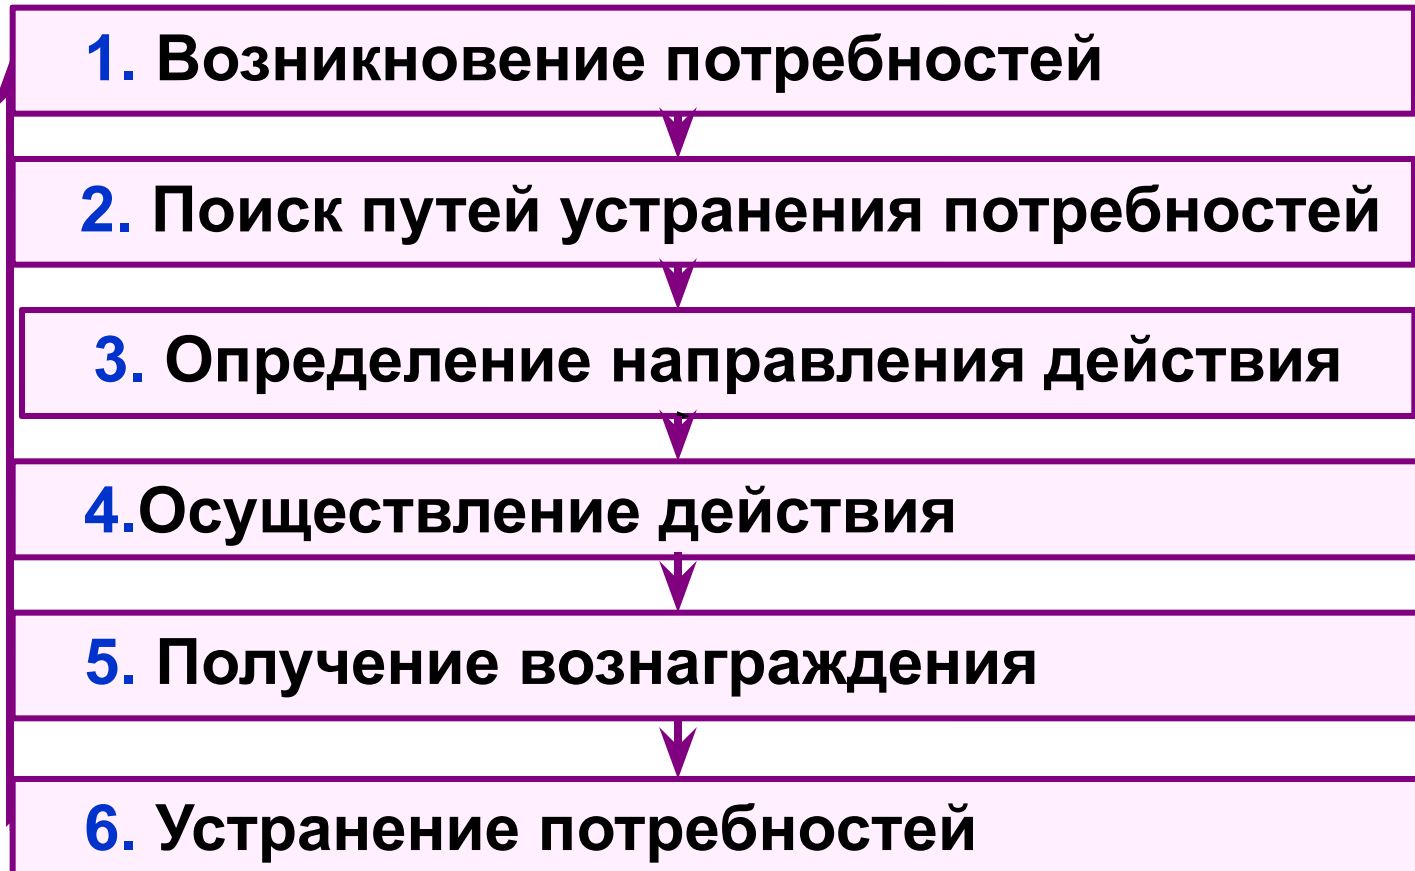 1. Возникновение потребностей
2. Поиск путей устранения потребностей
3. Определение направления действия
4.Осуществление действия
5. Получение вознаграждения
6. Устранение потребностей